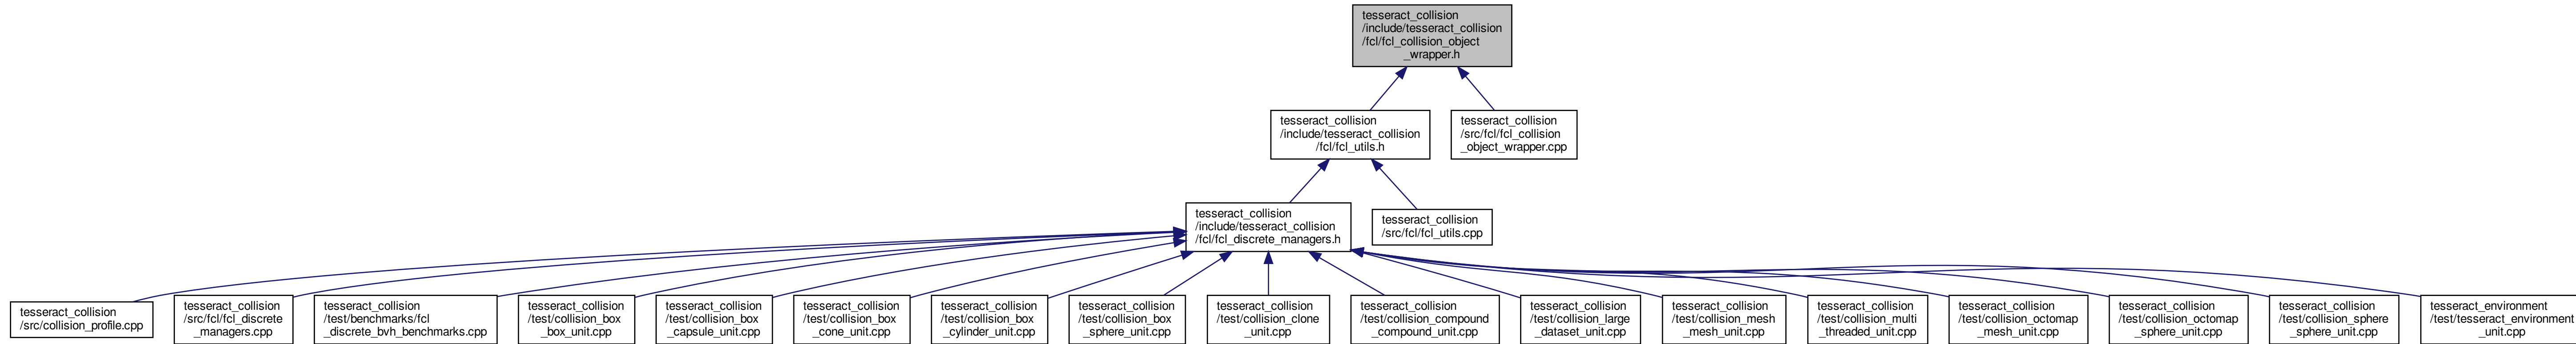 tesseract_collision
/include/tesseract_collision
/fcl/fcl_collision_object
_wrapper.h
tesseract_collision
/include/tesseract_collision
/fcl/fcl_utils.h
tesseract_collision
/src/fcl/fcl_collision
_object_wrapper.cpp
tesseract_collision
/include/tesseract_collision
/fcl/fcl_discrete_managers.h
tesseract_collision
/src/fcl/fcl_utils.cpp
tesseract_collision
/src/collision_profile.cpp
tesseract_collision
/src/fcl/fcl_discrete
_managers.cpp
tesseract_collision
/test/benchmarks/fcl
_discrete_bvh_benchmarks.cpp
tesseract_collision
/test/collision_box
_box_unit.cpp
tesseract_collision
/test/collision_box
_capsule_unit.cpp
tesseract_collision
/test/collision_box
_cone_unit.cpp
tesseract_collision
/test/collision_box
_cylinder_unit.cpp
tesseract_collision
/test/collision_box
_sphere_unit.cpp
tesseract_collision
/test/collision_clone
_unit.cpp
tesseract_collision
/test/collision_compound
_compound_unit.cpp
tesseract_collision
/test/collision_large
_dataset_unit.cpp
tesseract_collision
/test/collision_mesh
_mesh_unit.cpp
tesseract_collision
/test/collision_multi
_threaded_unit.cpp
tesseract_collision
/test/collision_octomap
_mesh_unit.cpp
tesseract_collision
/test/collision_octomap
_sphere_unit.cpp
tesseract_collision
/test/collision_sphere
_sphere_unit.cpp
tesseract_environment
/test/tesseract_environment
_unit.cpp